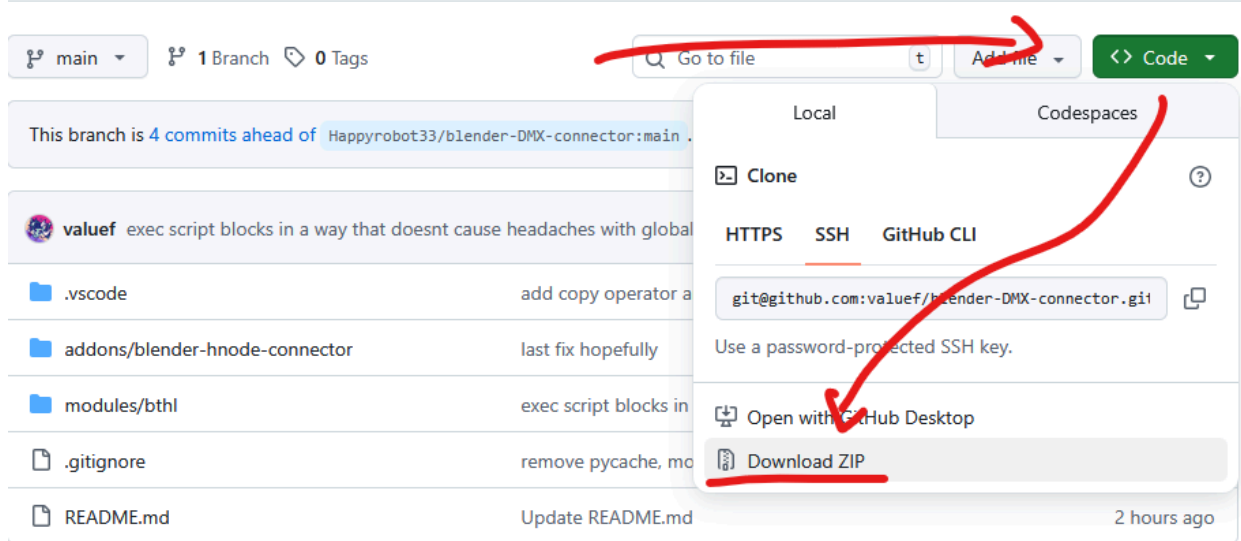 main 1 Branch 0 Tags Go to file t Add file <> Code
Local Codespaces
This branch is 4 commits ahead of Happyrobot33/blender-DMX-connector:main.
Clone
valuef exec script blocks in a way that doesnt cause headaches with global
HTTPS SSH GitHub CLI
.vscode add copy operator a
git@github.com:valuef/blender-DMX-connector.git
addons/blender-hnode-connector last fix hopefully
Use a password-protected SSH key.
modules/bthl exec script blocks in
Open with GitHub Desktop
.gitignore remove pycache, mo
Download ZIP
README.md Update README.md 2 hours ago